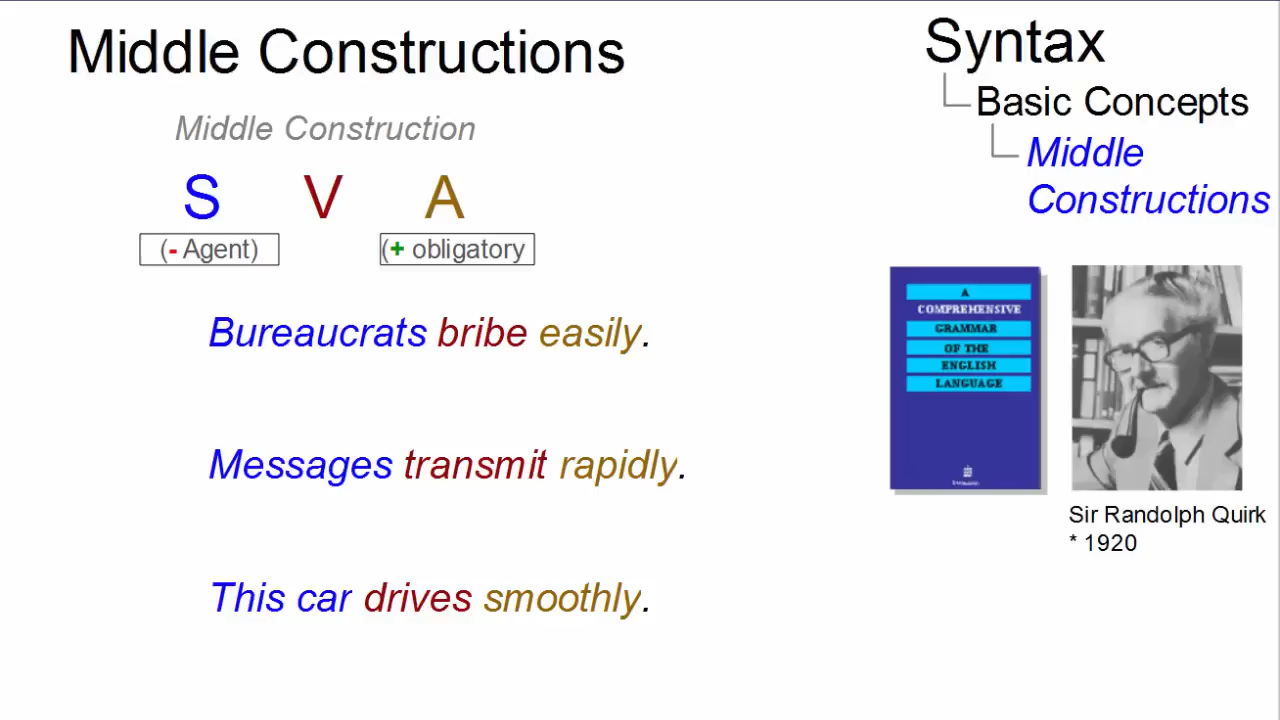 Middle Constructions
Middle Construction
S V A
(- Agent)
(+ obligatory
Bureaucrats bribe easily.
Messages transmit rapidly.
This car drives smoothly.
Syntax
Basic Concepts
Middle
Constructions
A
COMPREHENSIVE
GRAMMAR
OF THE
ENGLISH
LANGUAGE
Sir Randolph Quirk
* 1920